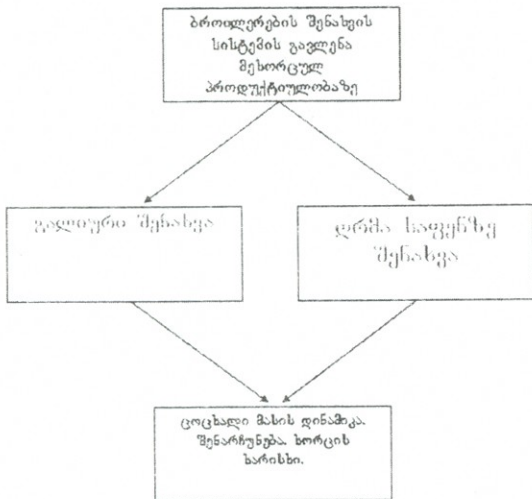 ბროილერების შენახვის
სისტემის გავლენა
მეხორცულ
პროდუქტიულობაზე
გალიური შენახვა
ღრმა საფენზე
შენახვა
ცოცხალი მასის დინამიკა.
შენარჩუნება. ხორცის
ხარისხი.